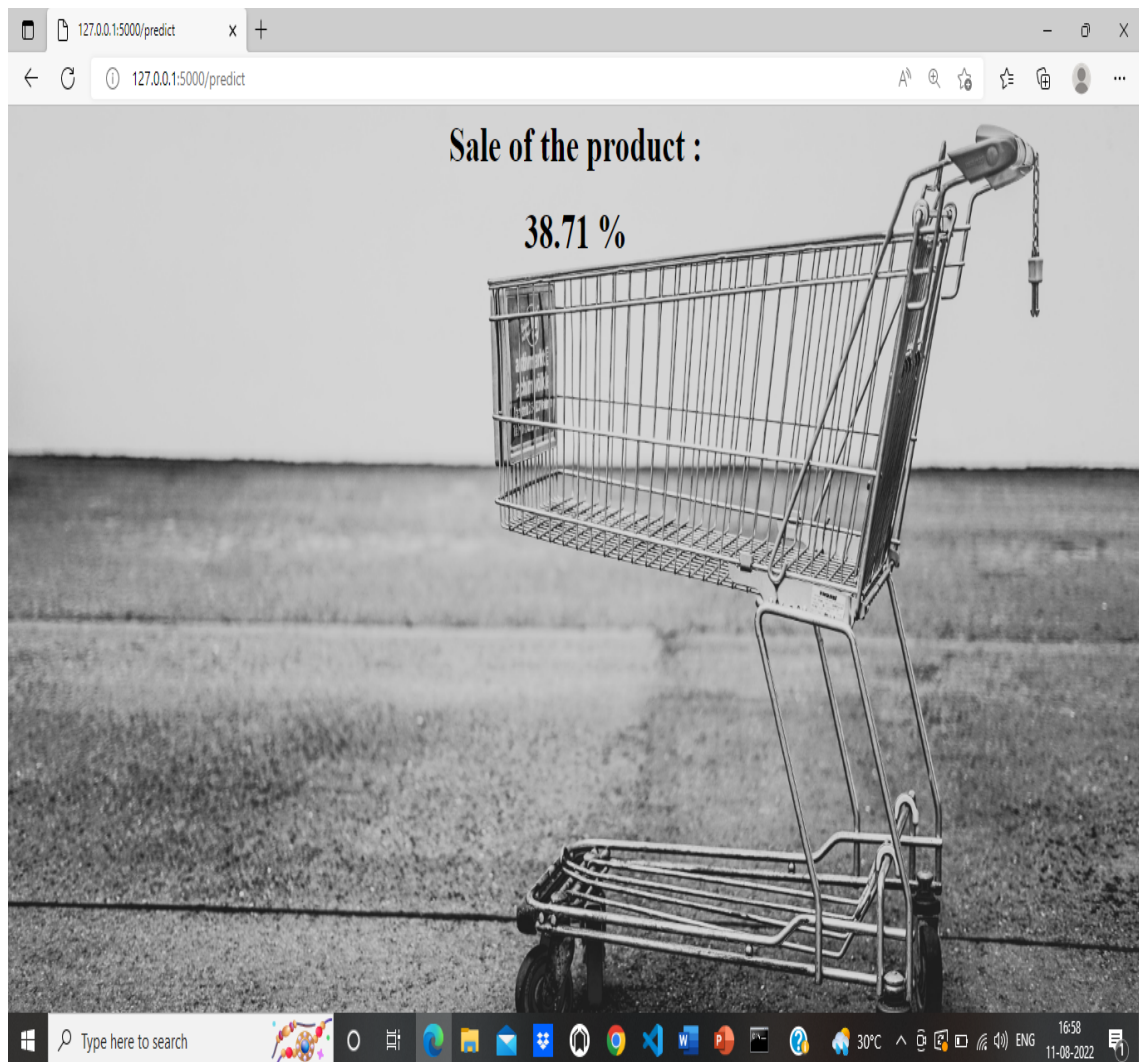 127.0.0.1:5000/predict
127.0.0.1:5000/predict
Sale of the product :
38.71 %
Type here to search
30°C
ENG
16:58
11-08-2022